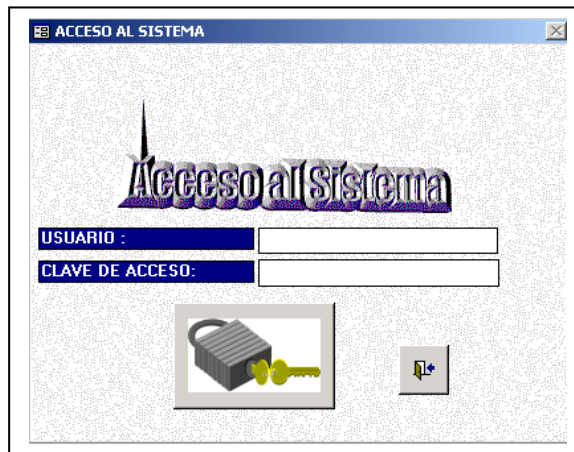 ACCESO AL SISTEMA
Acceso al Sistema
USUARIO :
CLAVE DE ACCESO: